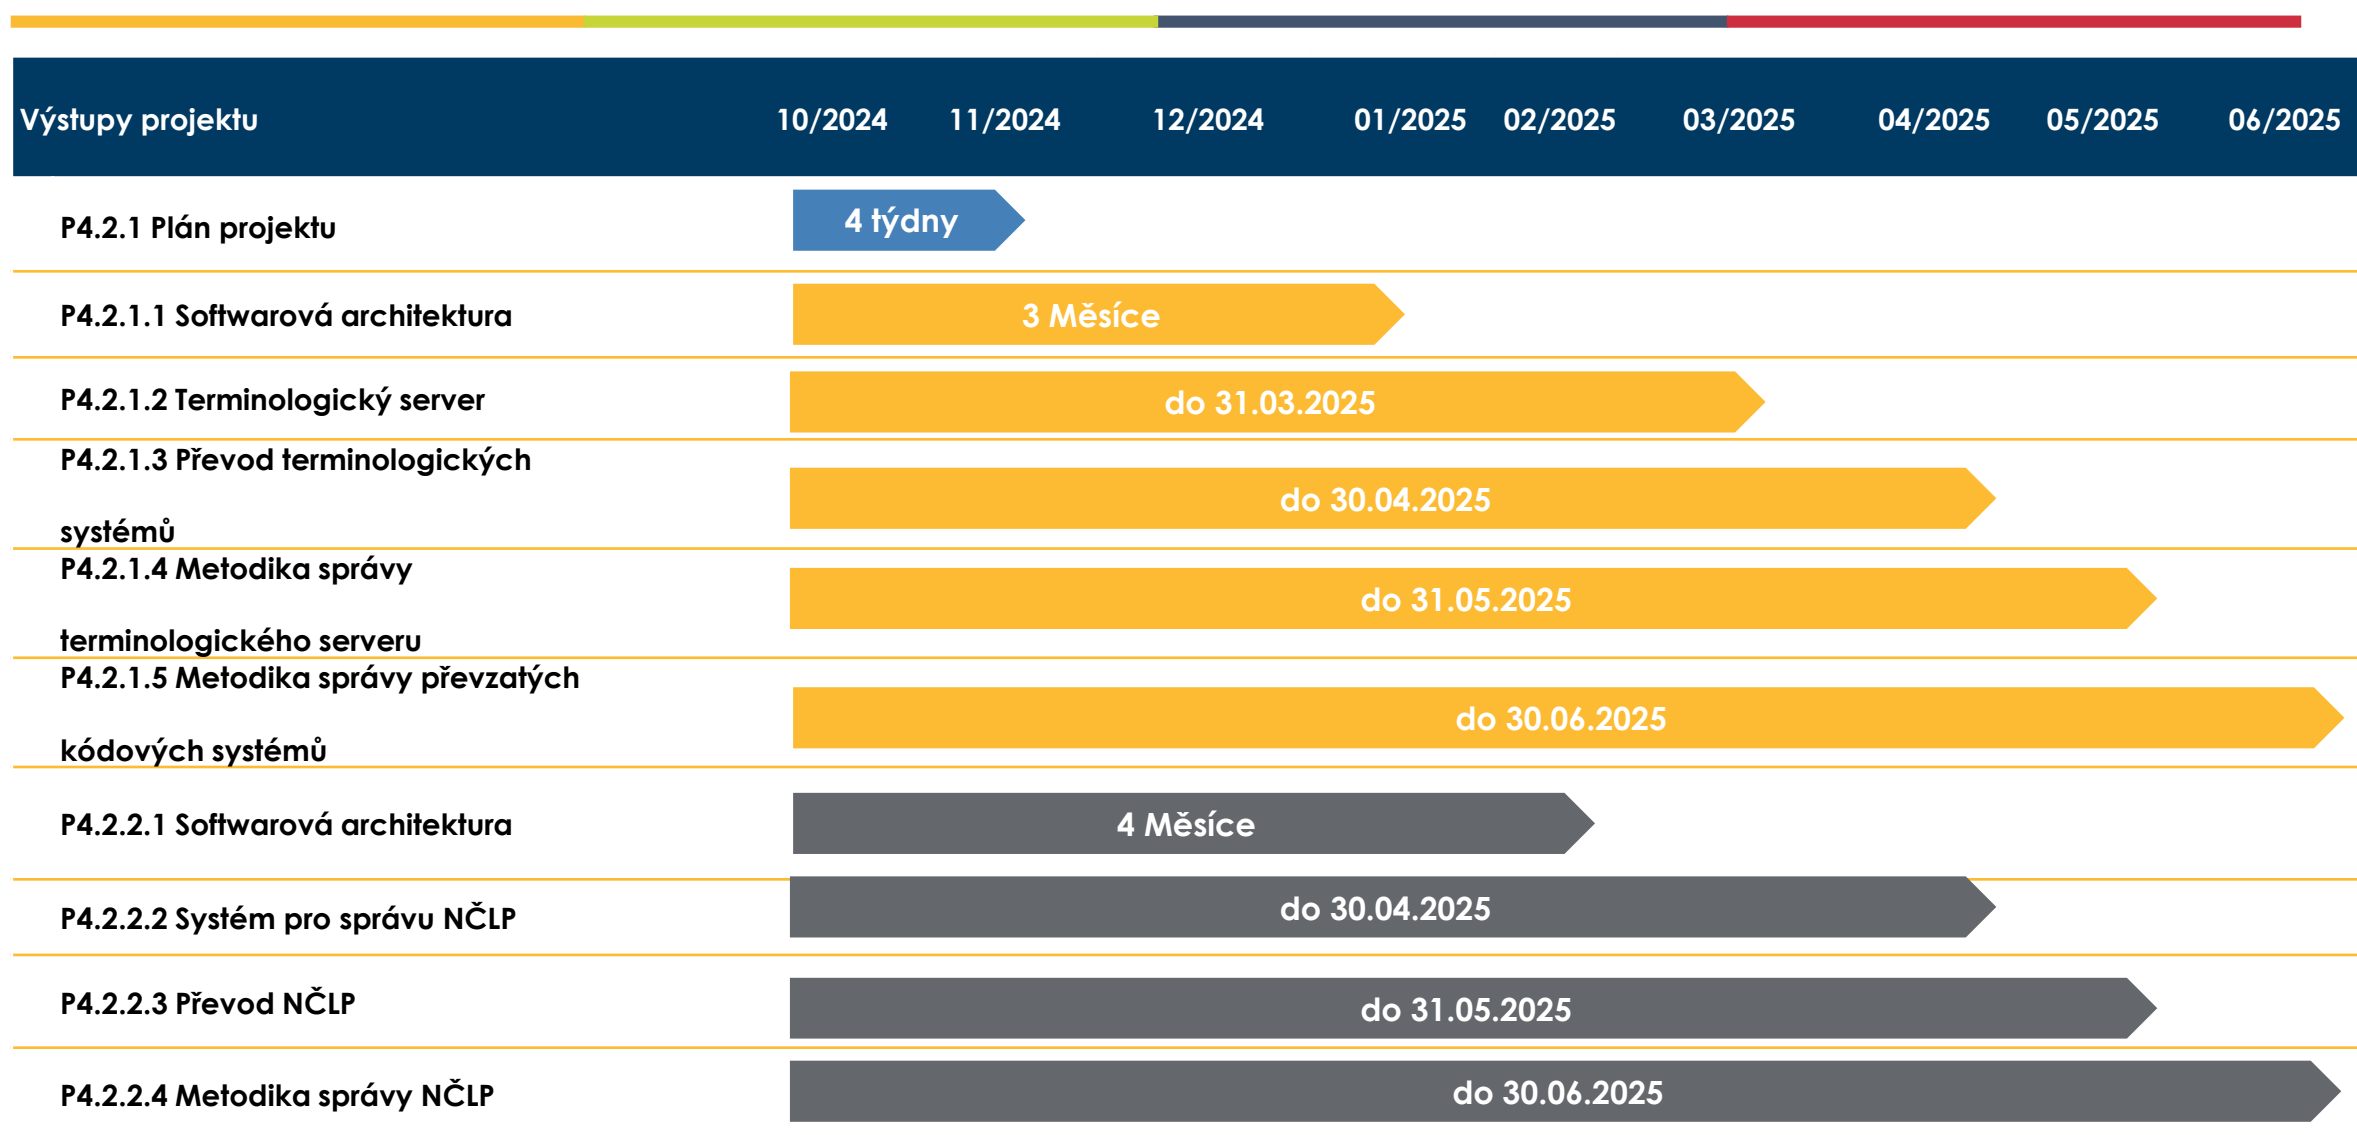 Výstupy projektu 10/2024 11/2024 12/2024 01/2025 02/2025 03/2025 04/2025 05/2025 06/2025
P4.2.1 Plán projektu
4 týdny
P4.2.1.1 Softwarová architektura
3 Měsíce
P4.2.1.2 Terminologický server
do 31.03.2025
P4.2.1.3 Převod terminologických
systémů
do 30.04.2025
P4.2.1.4 Metodika správy
terminologického serveru
do 31.05.2025
P4.2.1.5 Metodika správy převzatých
kódových systémů
do 30.06.2025
P4.2.2.1 Softwarová architektura
4 Měsíce
P4.2.2.2 Systém pro správu NČLP
do 30.04.2025
P4.2.2.3 Převod NČLP
do 31.05.2025
P4.2.2.4 Metodika správy NČLP
do 30.06.2025